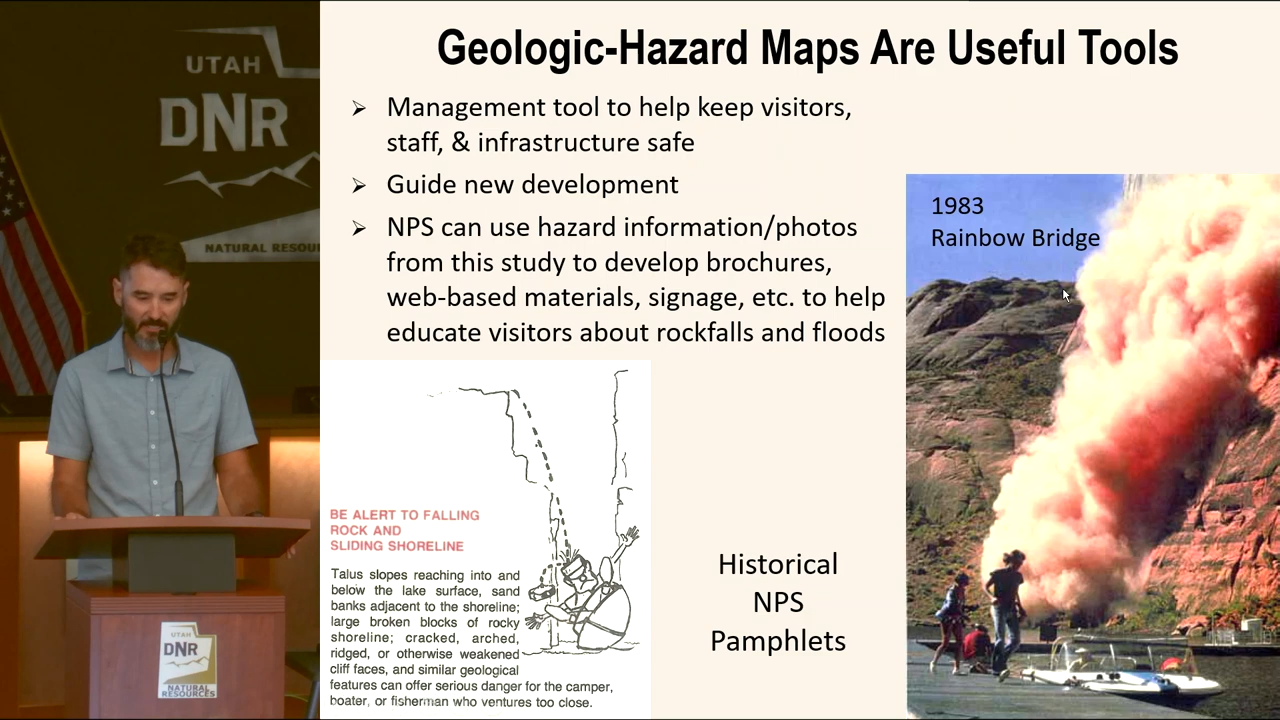 UTAH
DNR
NATURAL RESOU
UTAH
DNR
NATURAL
RESOURCES
Geologic-Hazard Maps Are Useful Tools
➢ Management tool to help keep visitors,
staff, & infrastructure safe
➢ Guide new development
➢ NPS can use hazard information/photos
from this study to develop brochures,
web-based materials, signage, etc. to help
educate visitors about rockfalls and floods
1983
Rainbow Bridge
BE ALERT TO FALLING
ROCK AND
SLIDING SHORELINE
Talus slopes reaching into and
below the lake surface, sand
banks adjacent to the shoreline;
large broken blocks of rocky
shoreline; cracked, arched,
ridged, or otherwise weakened
cliff faces, and similar geological
features can offer serious danger for the camper,
boater, or fisherman who ventures too close.
Historical
NPS
Pamphlets